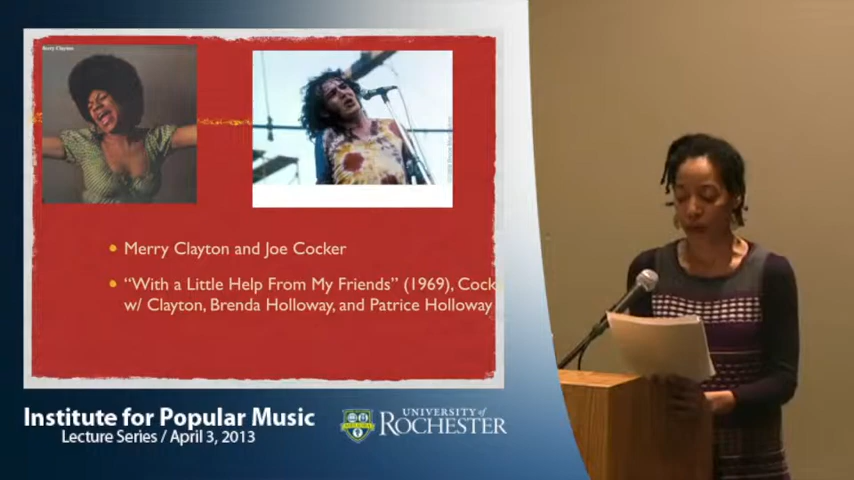 Merry Clayton
Merry Clayton and Joe Cocker
“With a Little Help From My Friends” (1969), Cock
w/ Clayton, Brenda Holloway, and Patrice Holloway
Institute for Popular Music
Lecture Series / April 3, 2013
UNIVERSITY of
ROCHESTER